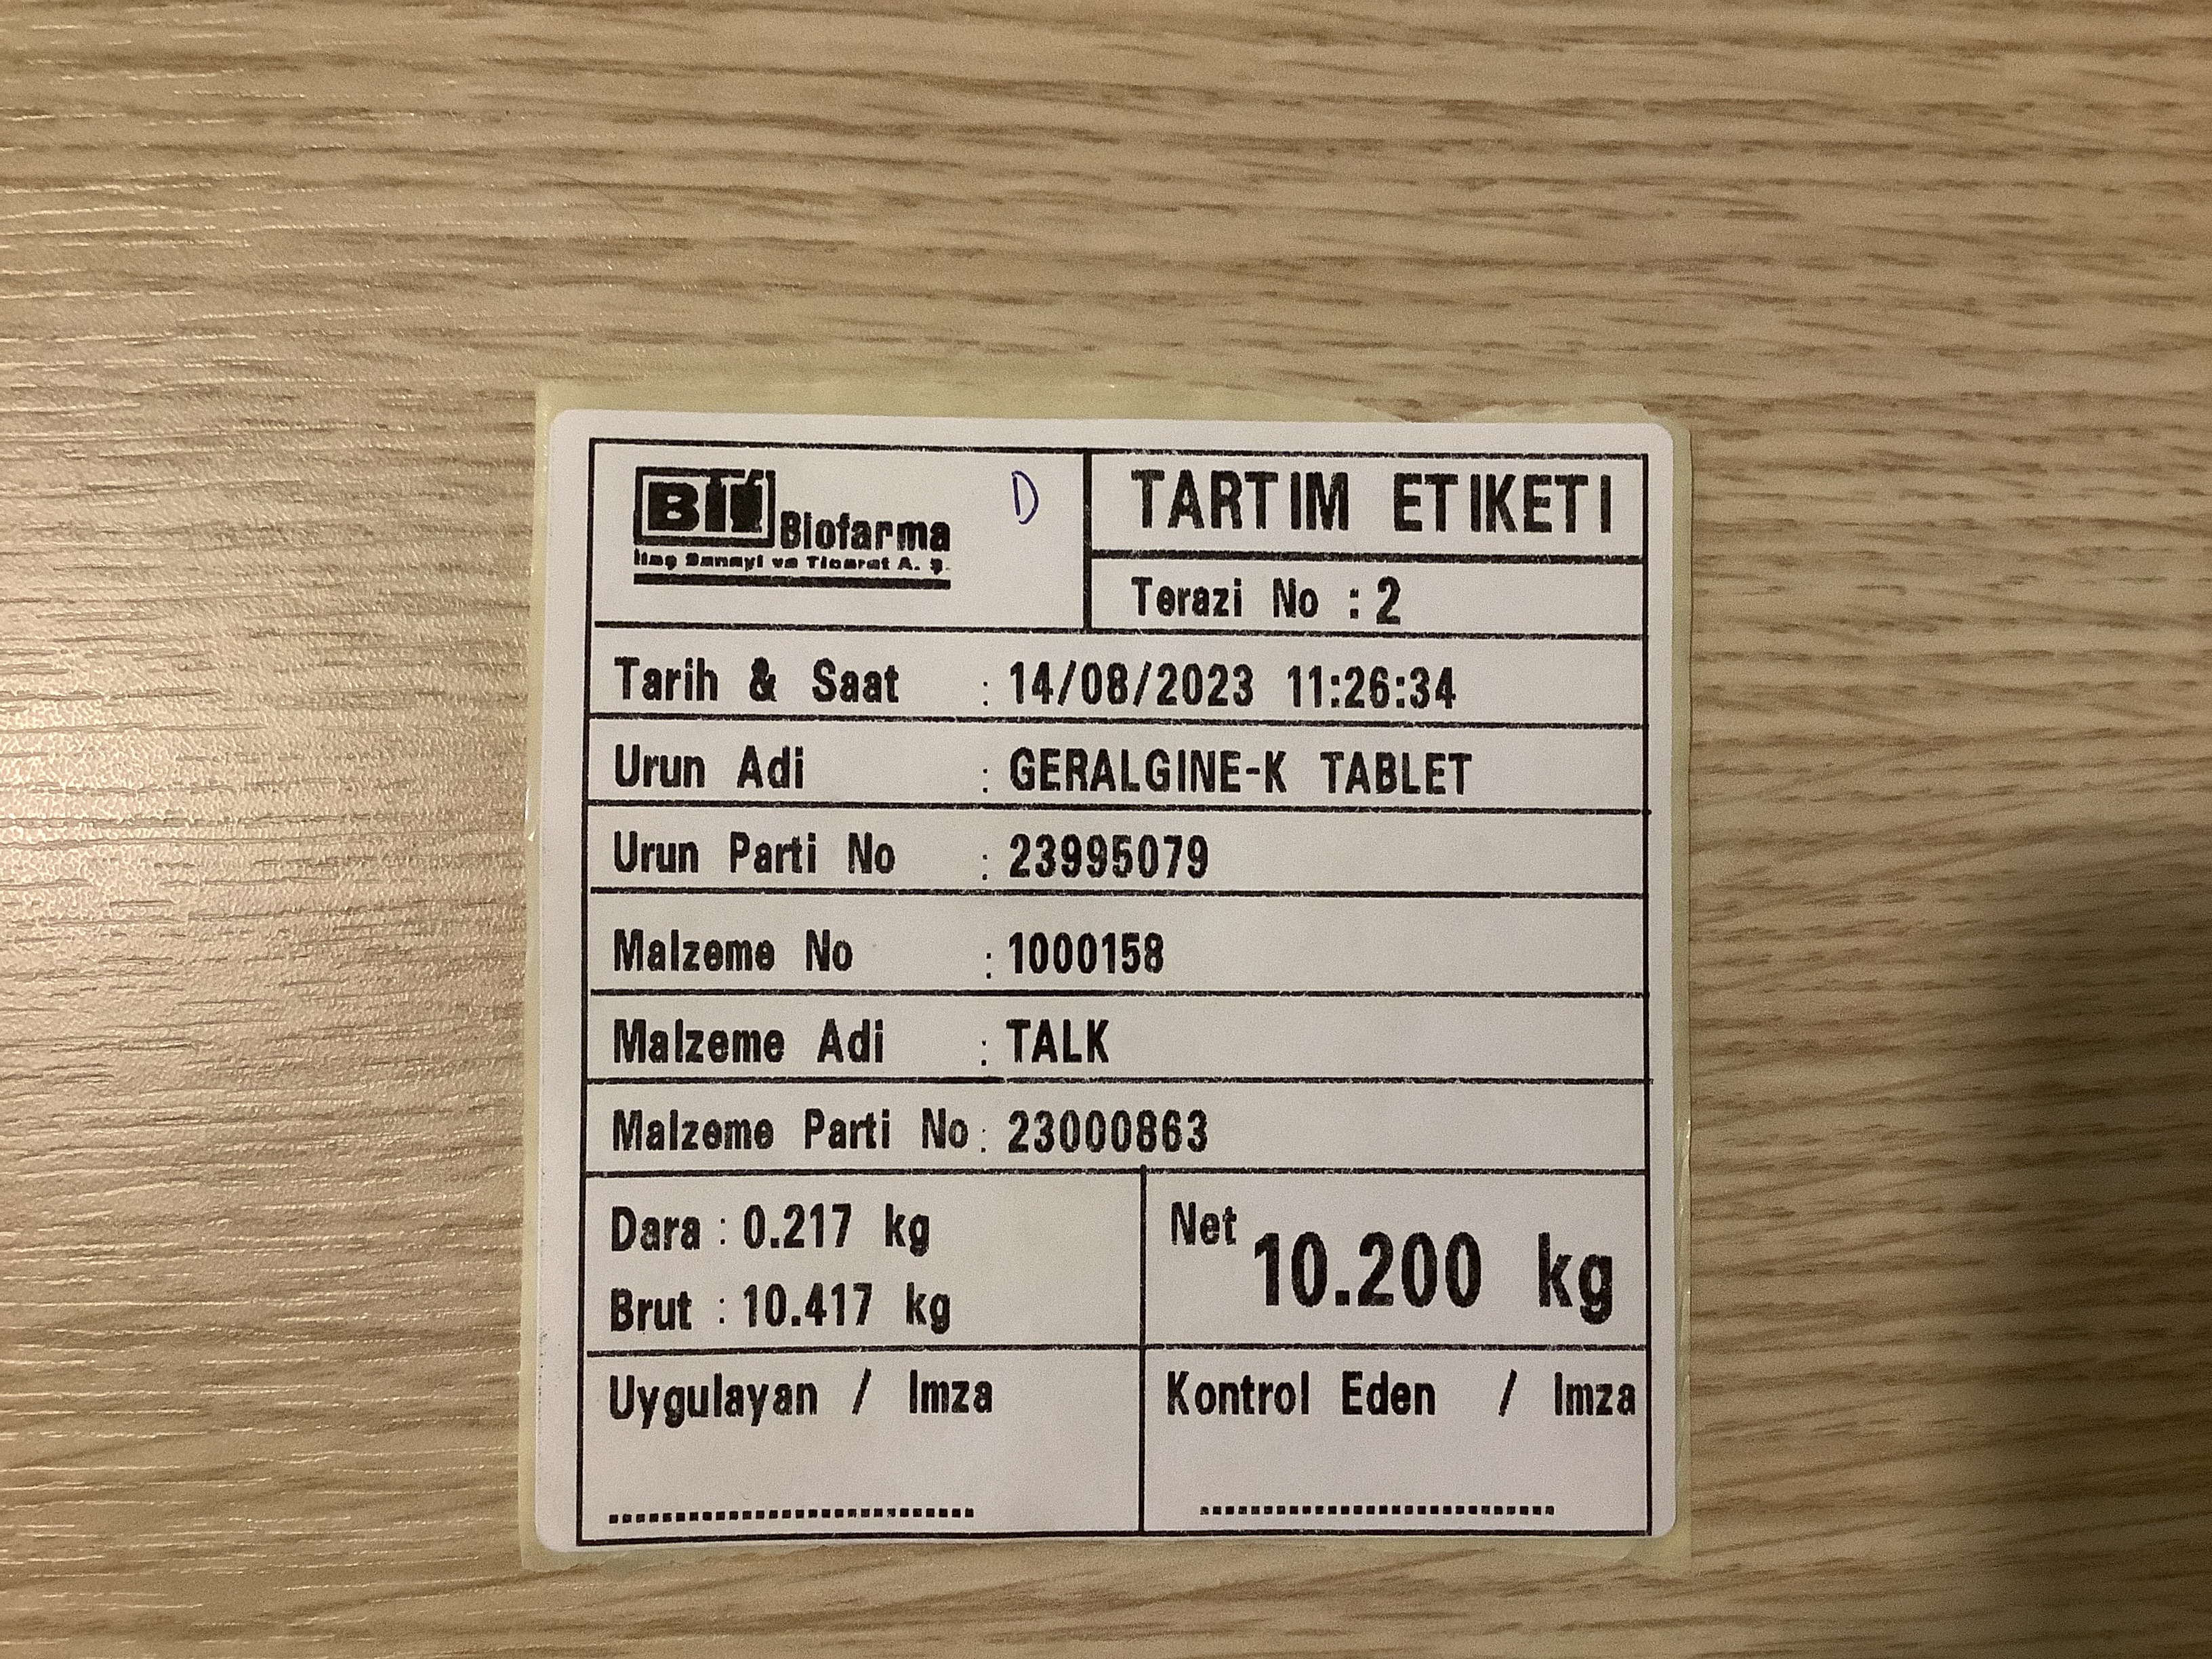 Biofarma
İlaç Sanayi ve Ticaret A. Ş.
D
TARTIM ETIKETI
Terazi No : 2
Tarih & Saat : 14/08/2023 11:26:34
Urun Adi : GERALGINE-K TABLET
Urun Parti No : 23995079
Malzeme No : 1000158
Malzeme Adi : TALK
Malzeme Parti No : 23000863
Dara : 0.217 kg
Brut : 10.417 kg
Net 10.200 kg
Uygulayan / Imza
Kontrol Eden / Imza